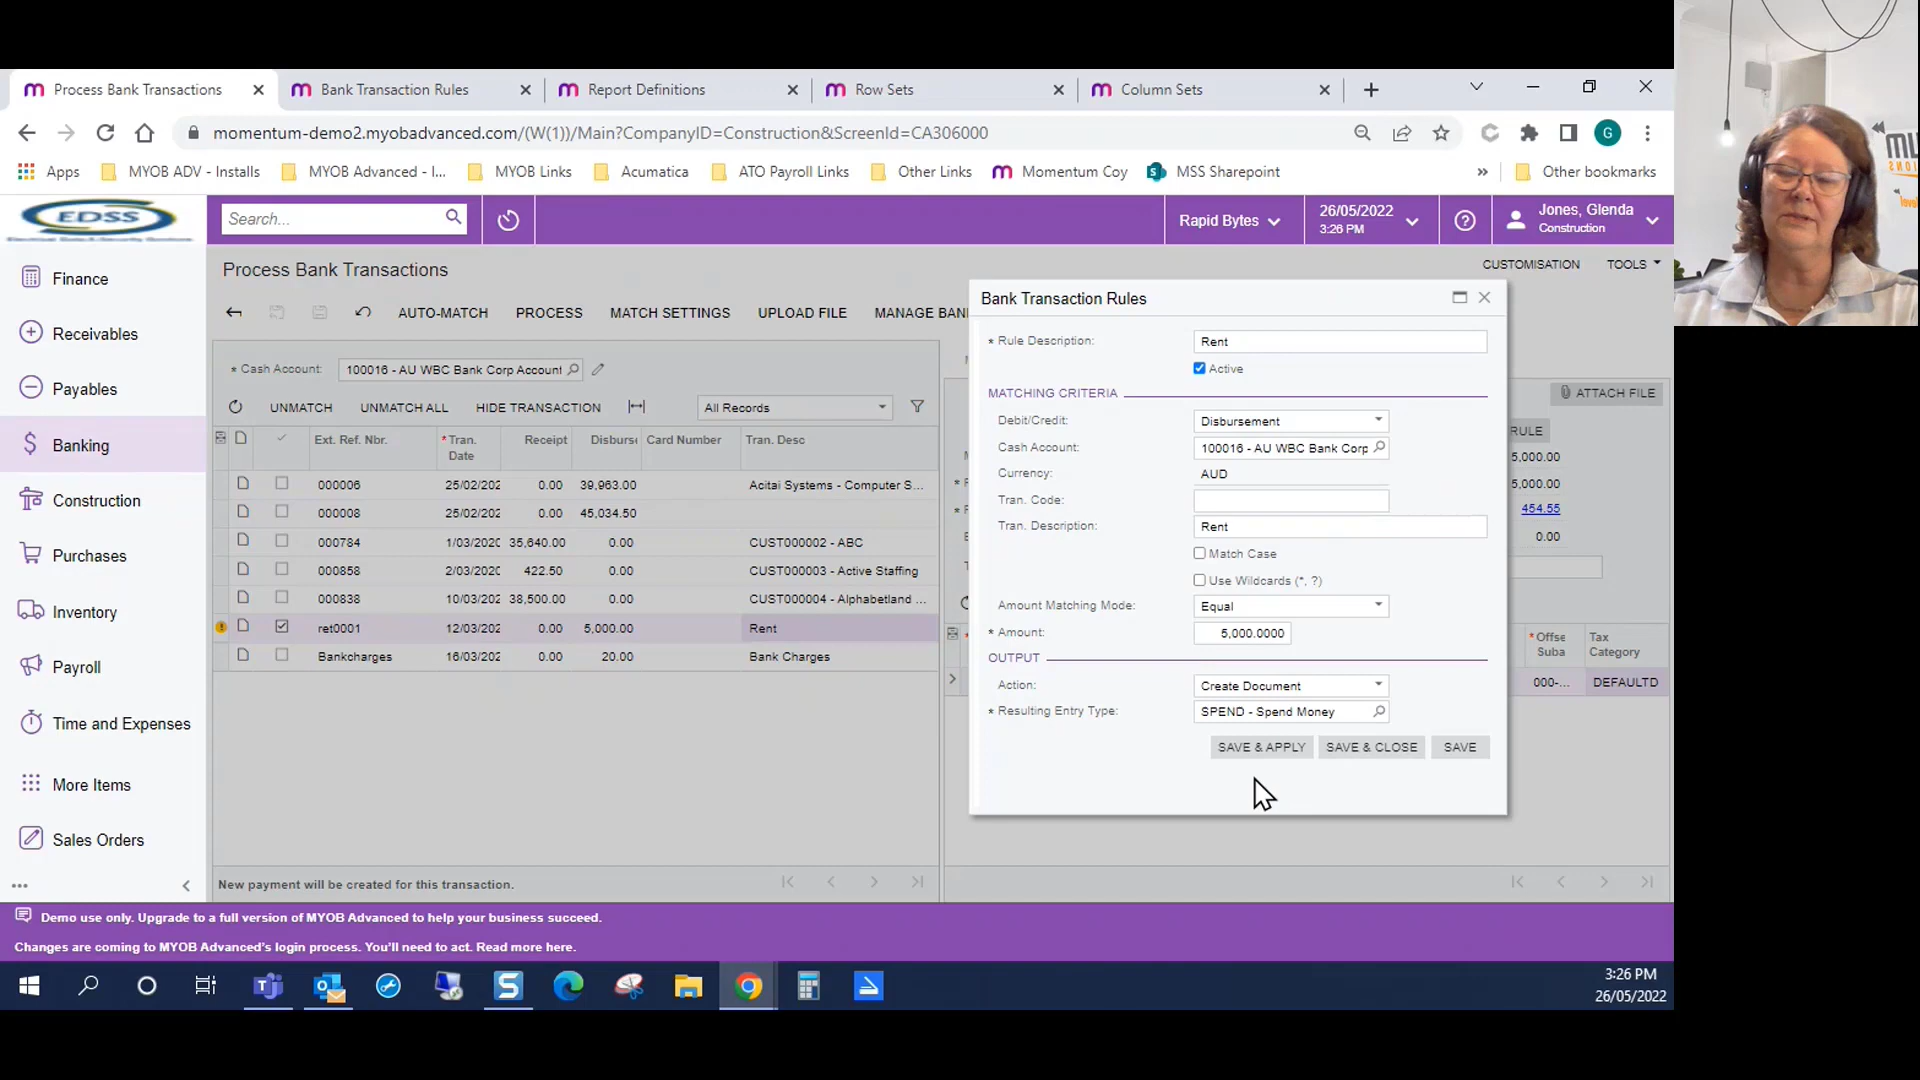 Process Bank Transactions
Bank Transaction Rules
Report Definitions
Row Sets
Column Sets
momentum-demo2.myobadvanced.com/(W(1))/Main?CompanyID=Construction&ScreenId=CA306000
G
Apps
MYOB ADV - Installs
MYOB Advanced - I...
MYOB Links
Acumatica
ATO Payroll Links
Other Links
Momentum Coy
MSS Sharepoint
»
Other bookmarks
EDSS
Search...
Rapid Bytes
26/05/2022
3:26 PM
Jones, Glenda
Construction
Finance
Receivables
Payables
Banking
Construction
Purchases
Inventory
Payroll
Time and Expenses
More Items
Sales Orders
Process Bank Transactions
CUSTOMISATION
TOOLS
AUTO-MATCH
PROCESS
MATCH SETTINGS
UPLOAD FILE
MANAGE BAN
* Cash Account:
100016 - AU WBC Bank Corp Account
UNMATCH
UNMATCH ALL
HIDE TRANSACTION
All Records
Ext. Ref. Nbr.
* Tran. Date
Receipt
Disburse
Card Number
Tran. Desc
000006 25/02/202 0.00 39,963.00 Acitai Systems - Computer S...
000008 25/02/202 0.00 45,034.50
000784 1/03/2020 35,640.00 0.00 CUST000002 - ABC
000858 2/03/2020 422.50 0.00 CUST000003 - Active Staffing
000838 10/03/202 38,500.00 0.00 CUST000004 - Alphabetland ...
ret0001 12/03/202 0.00 5,000.00 Rent
Bankcharges 16/03/202 0.00 20.00 Bank Charges
New payment will be created for this transaction.
Bank Transaction Rules
* Rule Description: Rent
Active
MATCHING CRITERIA
Debit/Credit: Disbursement
Cash Account: 100016 - AU WBC Bank Corp
Currency: AUD
Tran. Code:
Tran. Description: Rent
Match Case
Use Wildcards (*, ?)
Amount Matching Mode: Equal
* Amount: 5,000.0000
OUTPUT
Action: Create Document
* Resulting Entry Type: SPEND - Spend Money
SAVE & APPLY
SAVE & CLOSE
SAVE
ATTACH FILE
RULE
5,000.00
5,000.00
454.55
0.00
* Offse Suba
Tax Category
000-...
DEFAULTD
Demo use only. Upgrade to a full version of MYOB Advanced to help your business succeed.
Changes are coming to MYOB Advanced's login process. You'll need to act. Read more here.
3:26 PM
26/05/2022